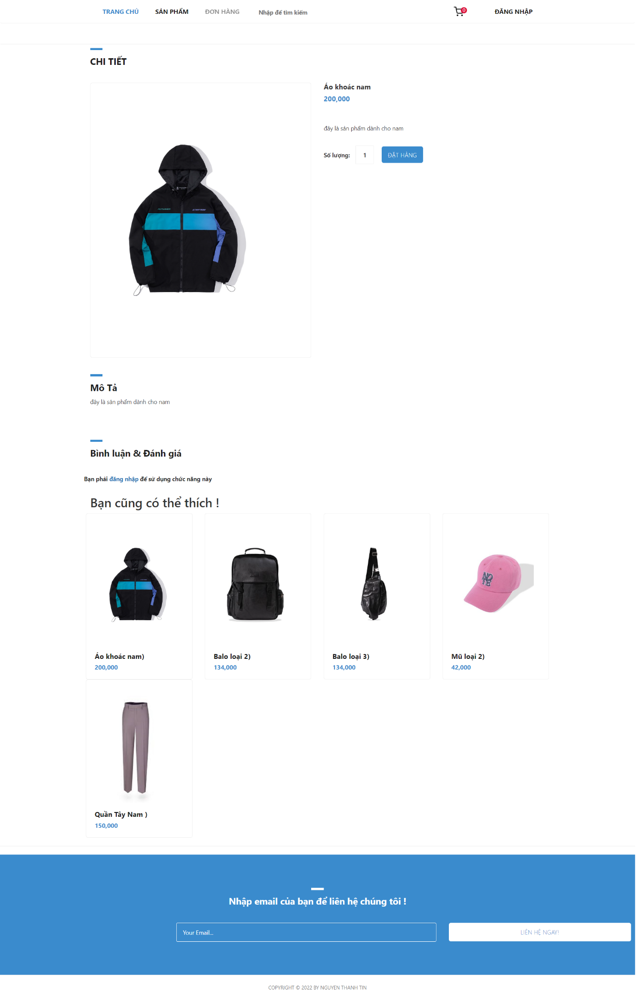 TRANG CHỦ SẢN PHẨM ĐƠN HÀNG Nhập để tìm kiếm 0 ĐĂNG NHẬP
CHI TIẾT
Áo khoác nam
200,000
đây là sản phẩm dành cho nam
Số lượng: 1 ĐẶT HÀNG
Mô Tả
đây là sản phẩm dành cho nam
Bình luận & Đánh giá
Bạn phải đăng nhập để sử dụng chức năng này
Bạn cũng có thể thích !
NO
TE
Áo khoác nam) Balo loại 2) Balo loại 3) Mũ loại 2)
200,000 134,000 134,000 42,000
Quần Tây Nam )
150,000
Nhập email của bạn để liên hệ chúng tôi !
Your Email... LIÊN HỆ NGAY!
COPYRIGHT © 2022 BY NGUYEN THANH TIN